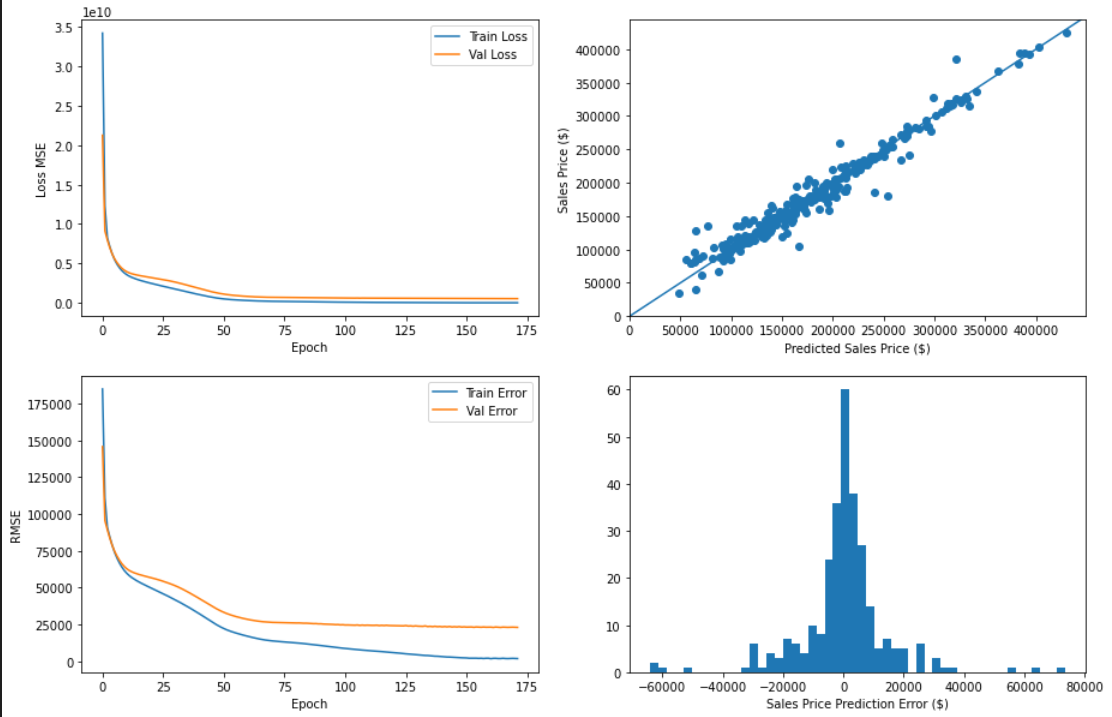 1e10
3.5
3.0
2.5
2.0
1.5
1.0
0.5
0.0
Loss MSE
Train Loss
Val Loss
0 25 50 75 100 125 150 175
Epoch
400000
350000
300000
250000
200000
150000
100000
50000
0
Sales Price ($)
0 50000 100000 150000 200000 250000 300000 350000 400000
Predicted Sales Price ($)
175000
150000
125000
100000
75000
50000
25000
0
RMSE
Train Error
Val Error
0 25 50 75 100 125 150 175
Epoch
60
50
40
30
20
10
0
−60000 −40000 −20000 0 20000 40000 60000 80000
Sales Price Prediction Error ($)